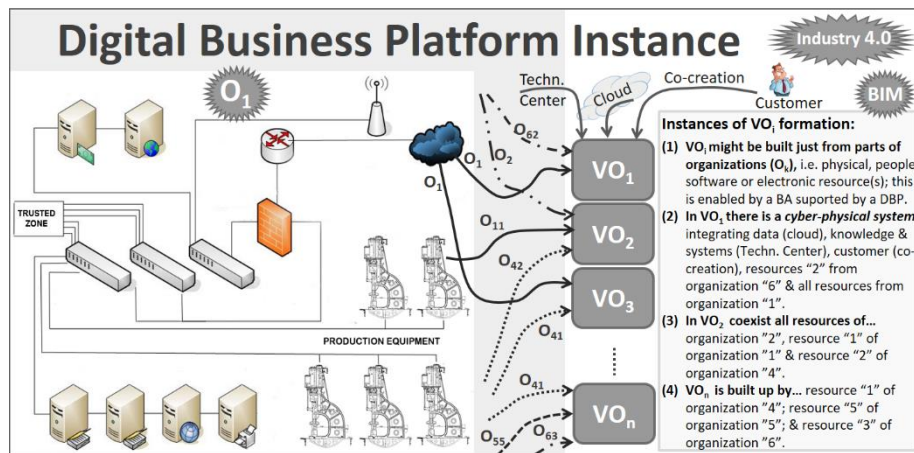 Digital Business Platform Instance
Industry 4.0
O1
Techn.
Center
Cloud
Co-creation
Customer
BIM
O62
O1
O2
O1
VO1
O11
VO2
O42
VO3
O41
TRUSTED
ZONE
PRODUCTION EQUIPMENT
O41
VOn
O55
O63
Instances of VOi formation:
(1) VOi might be built just from parts of
organizations (Ok), i.e. physical, people,
software or electronic resource(s); this
is enabled by a BA suported by a DBP.
(2) In VO1 there is a cyber-physical system
integrating data (cloud), knowledge &
systems (Techn. Center), customer (co-
creation), resources “2” from
organization “6” & all resources from
organization “1”.
(3) In VO2 coexist all resources of...
organization ”2”, resource “1” of
organization ”1” & resource “2” of
organization ”4”.
(4) VOn is built up by... resource “1” of
organization ”4”; resource “5” of
organization ”5”; & resource “3” of
organization ”6”.